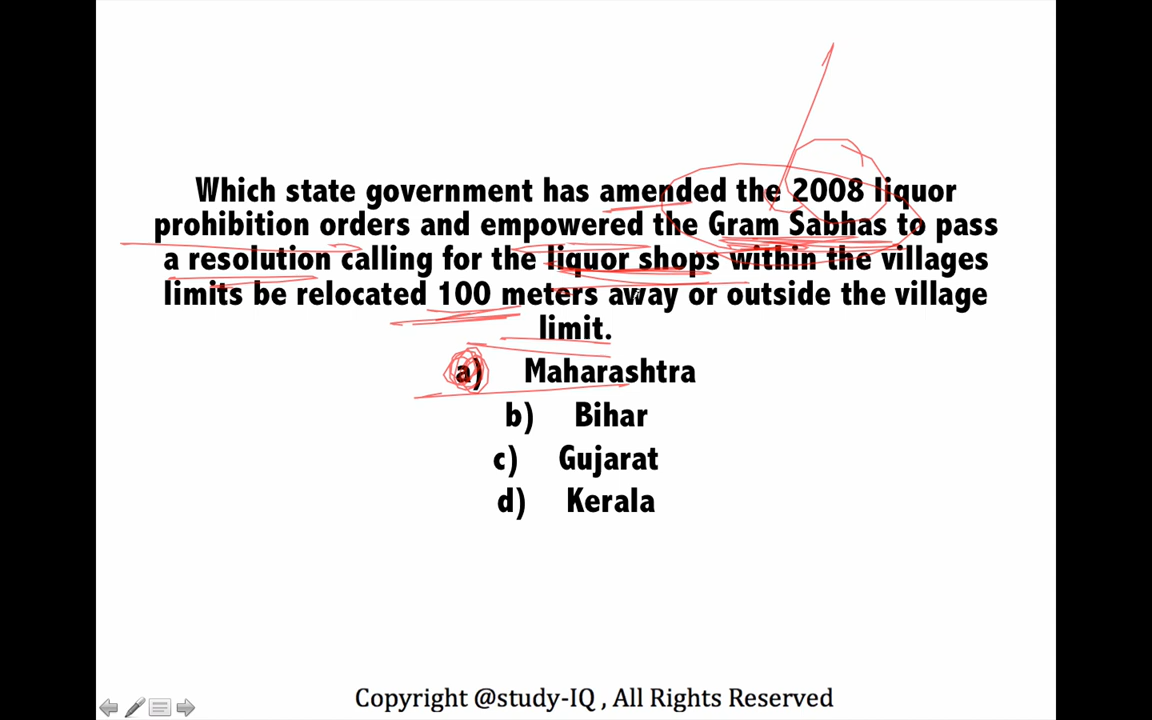 Which state government has amended the 2008 liquor
prohibition orders and empowered the Gram Sabhas to pass
a resolution calling for the liquor shops within the villages
limits be relocated 100 meters away or outside the village
limit.
a) Maharashtra
b) Bihar
c) Gujarat
d) Kerala
Copyright @study-IQ , All Rights Reserved